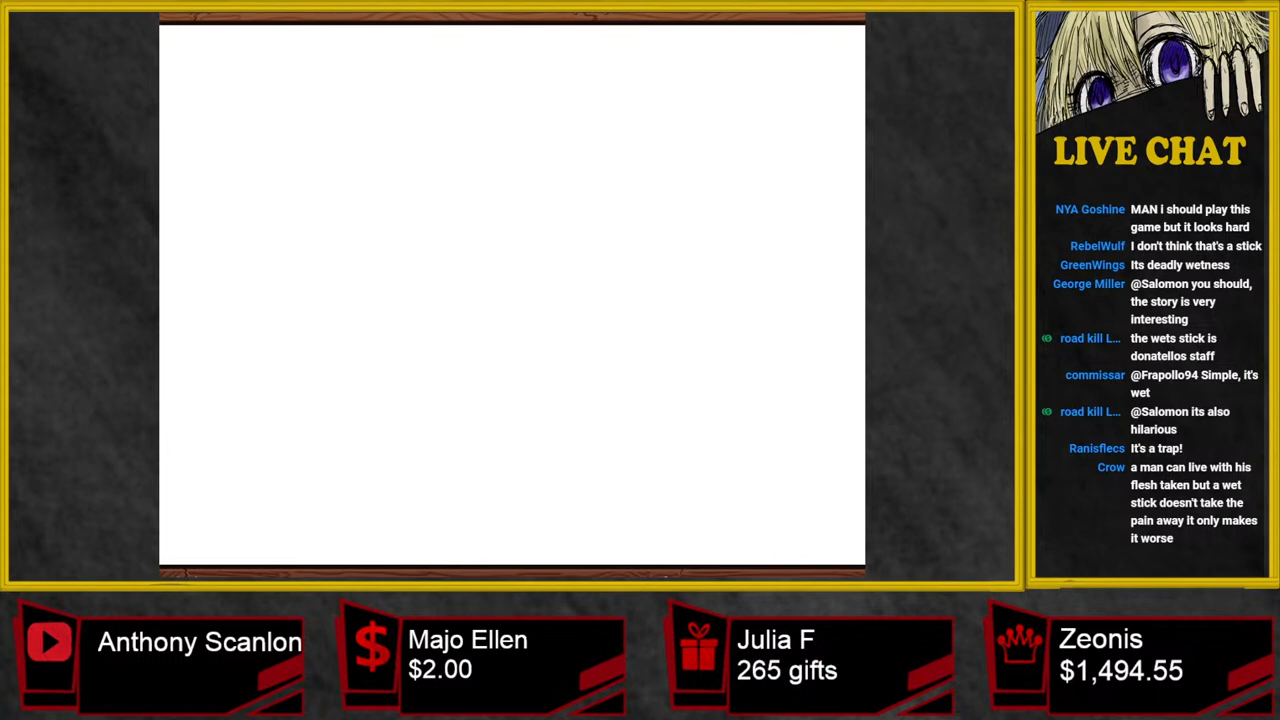 LIVE CHAT
NYA Goshine MAN i should play this
game but it looks hard
RebelWulf I don't think that's a stick
GreenWings Its deadly wetness
George Miller @Salomon you should,
the story is very
interesting
road kill L... the wets stick is
donatellos staff
commissar @Frapollo94 Simple, it's
wet
road kill L... @Salomon its also
hilarious
Ranisflecs It's a trap!
Crow a man can live with his
flesh taken but a wet
stick doesn't take the
pain away it only makes
it worse
Anthony Scanlon
Majo Ellen
$2.00
Julia F
265 gifts
Zeonis
$1,494.55